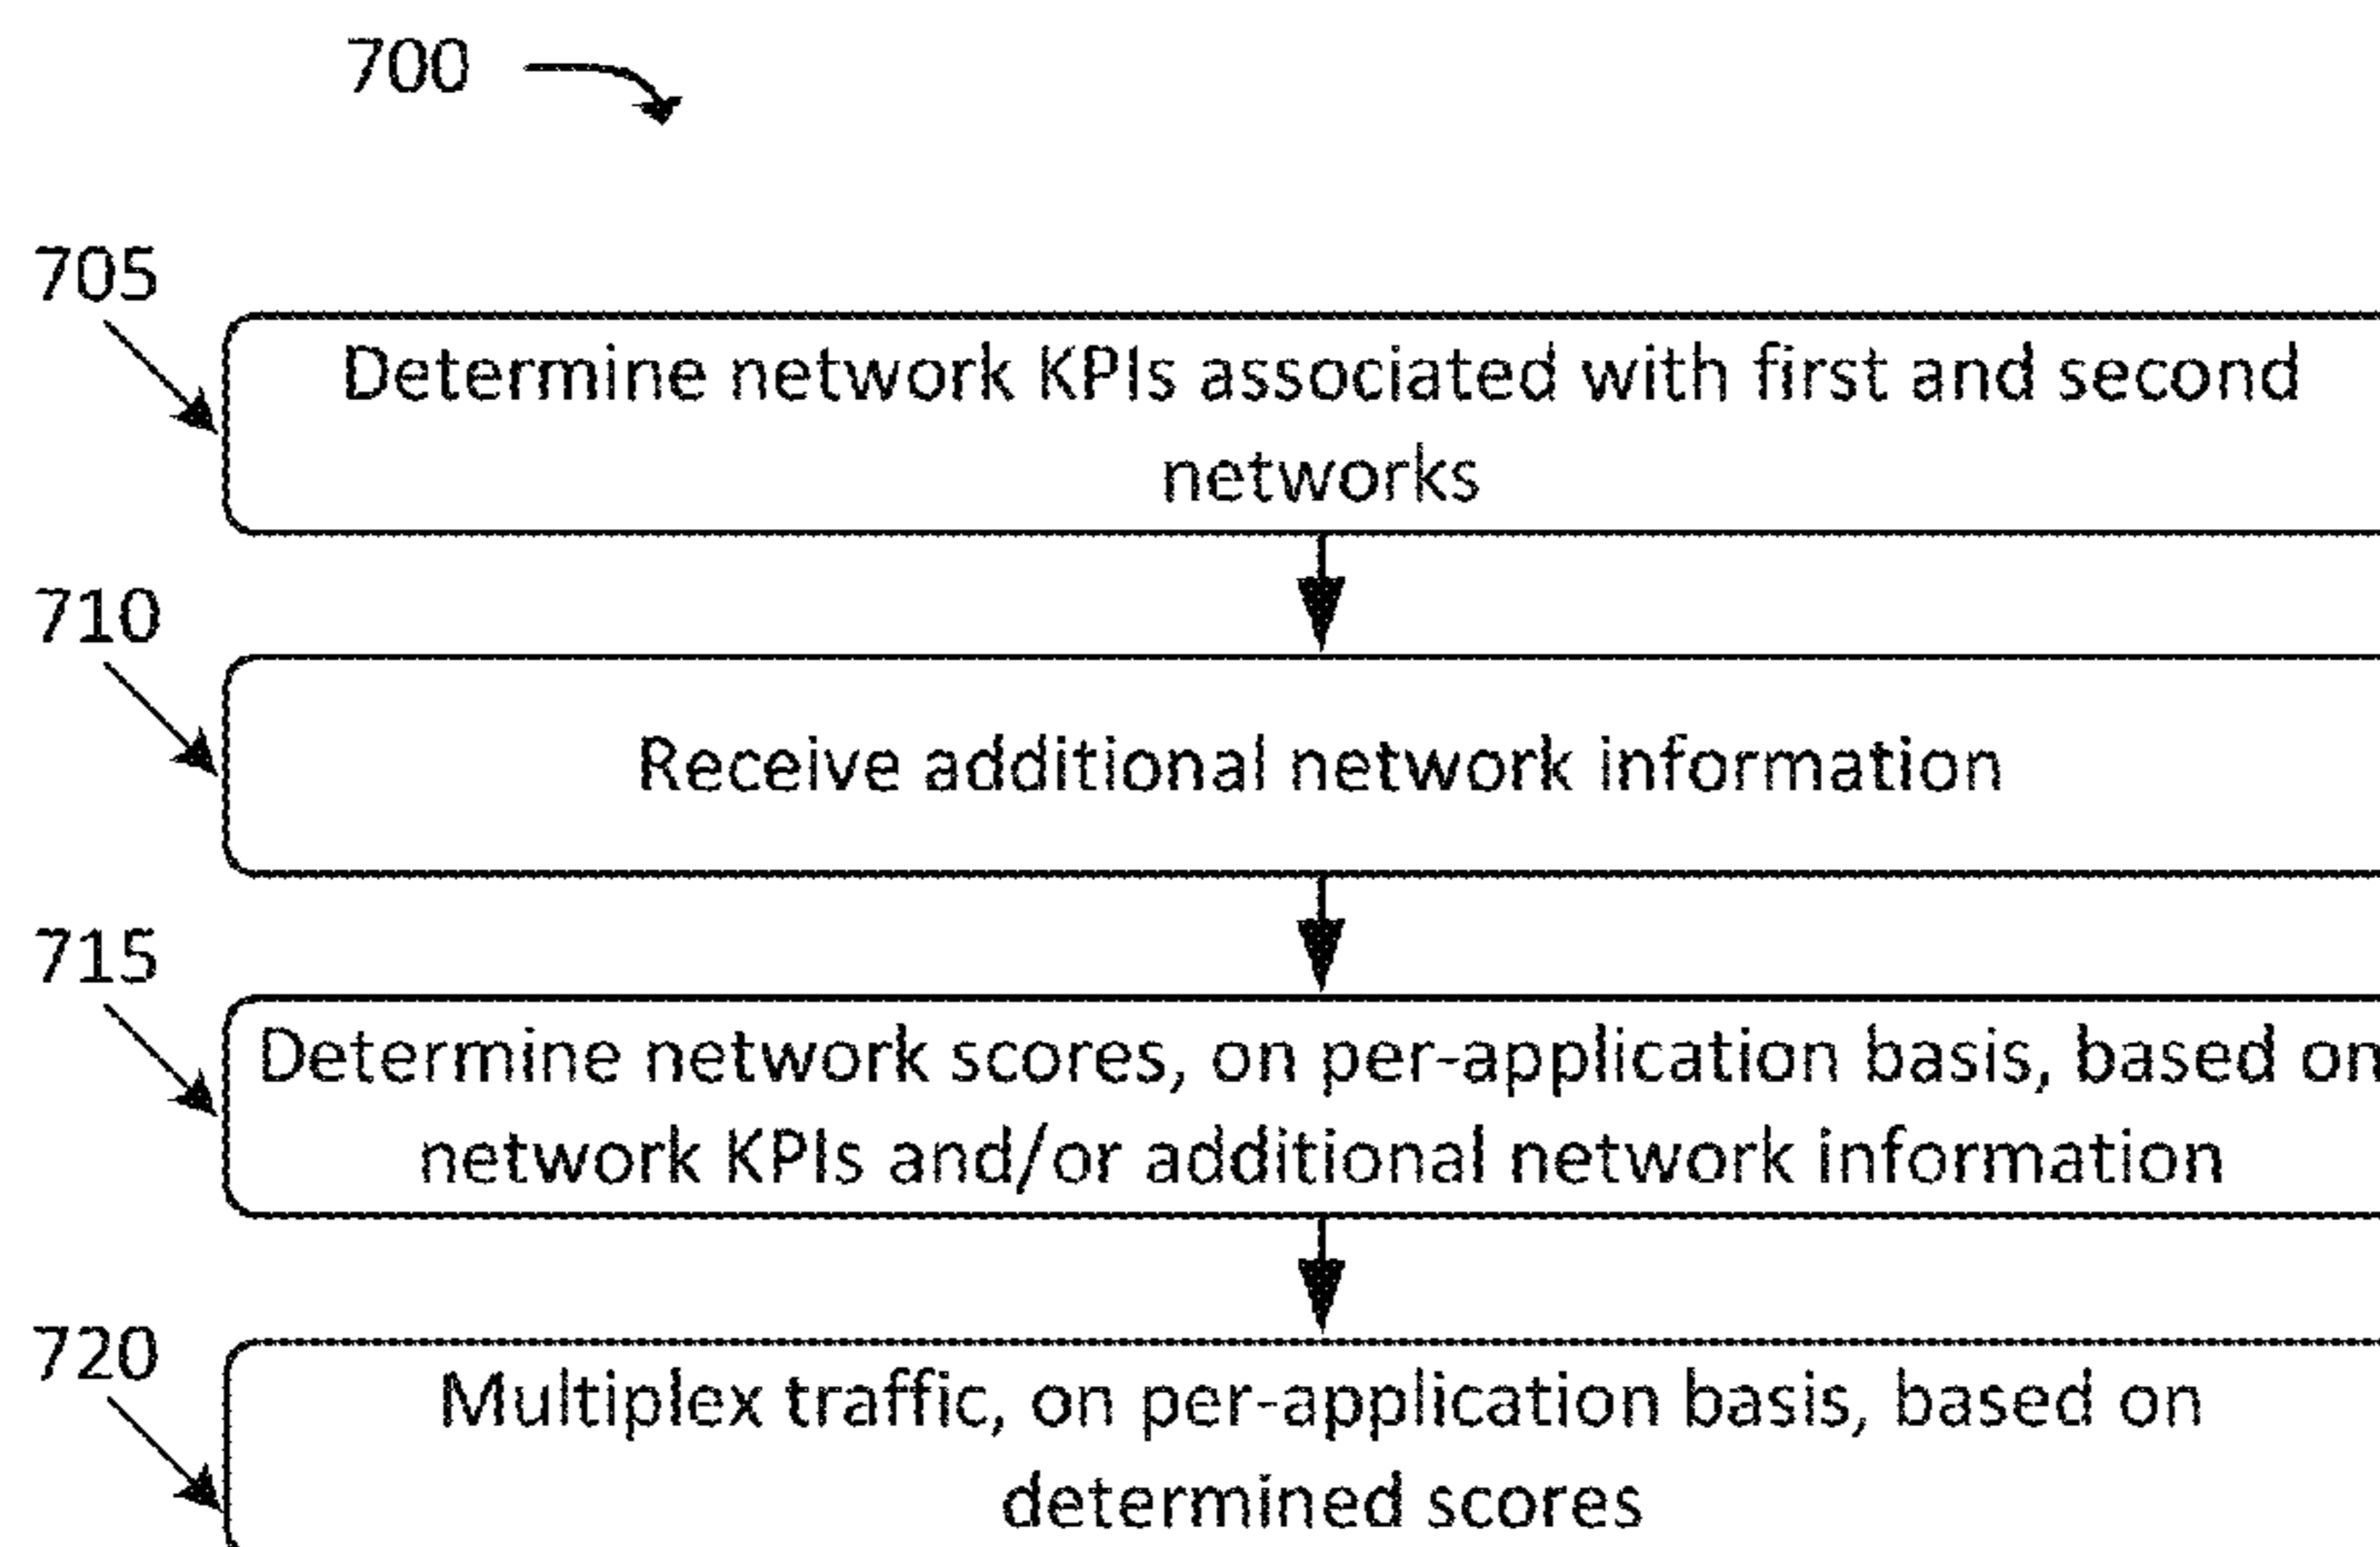 700
705
Determine network KPIs associated with first and second
networks
710
Receive additional network information
715
Determine network scores, on per-application basis, based on
network KPIs and/or additional network information
720
Multiplex traffic, on per-application basis, based on
determined scores